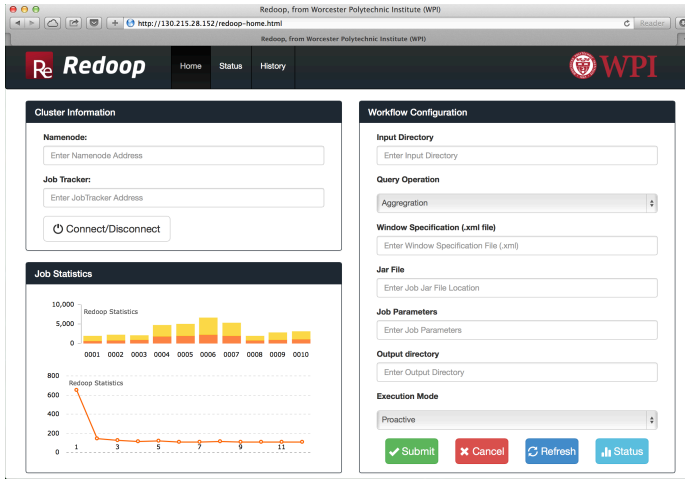 Redoop, from Worcester Polytechnic Institute (WPI)
http://130.215.28.152/redoop-home.html
Reader
Redoop, from Worcester Polytechnic Institute (WPI)
Re Redoop Home Status History WPI
Cluster Information
Namenode:
Enter Namenode Address
Job Tracker:
Enter JobTracker Address
Connect/Disconnect
Job Statistics
10,000
Redoop Statistics
5,000
0
0001 0002 0003 0004 0005 0006 0007 0008 0009 0010
800
Redoop Statistics
600
400
200
1 3 5 7 9 11
0
Workflow Configuration
Input Directory
Enter Input Directory
Query Operation
Aggregration
Window Specification (.xml file)
Enter Window Specification File (.xml)
Jar File
Enter Job Jar File Location
Job Parameters
Enter Job Parameters
Output directory
Enter Output Directory
Execution Mode
Proactive
Submit Cancel Refresh Status